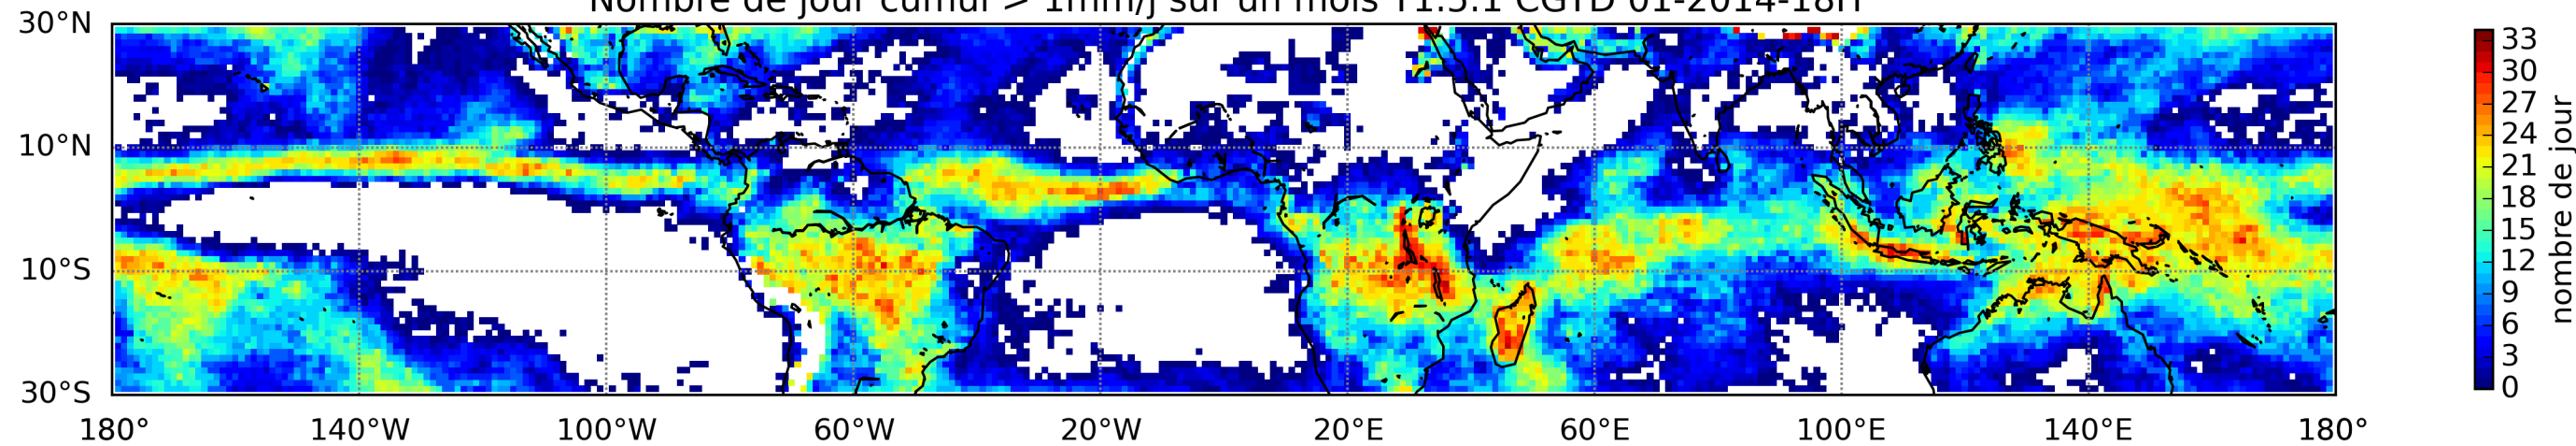 Nombre de jour cumul > 1mm/j sur un mois T1.5.1 CGTD 01-2014-18H
30°N
10°N
10°S
30°S
180° 140°W 100°W 60°W 20°W 20°E 60°E 100°E 140°E 180°
33
30
27
24
21
18
15
12
9
6
3
0
nombre de jour